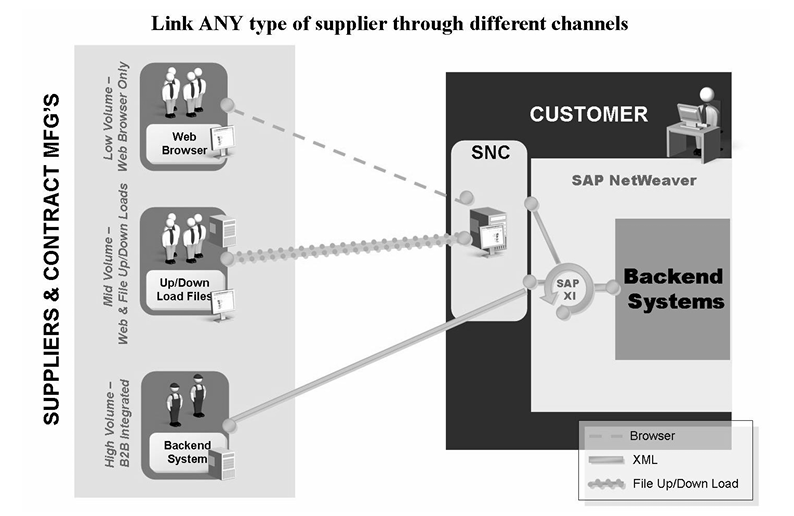 Link ANY type of supplier through different channels
SUPPLIERS & CONTRACT MFG'S
Low Volume –
Web Browser Only
Web
Browser
Mid Volume –
Web & File Up/Down Loads
Up/Down
Load Files
High Volume –
B2B Integrated
Backend
System
CUSTOMER
SNC
SAP NetWeaver
SAP
XI
Backend
Systems
Browser
XML
File Up/Down Load